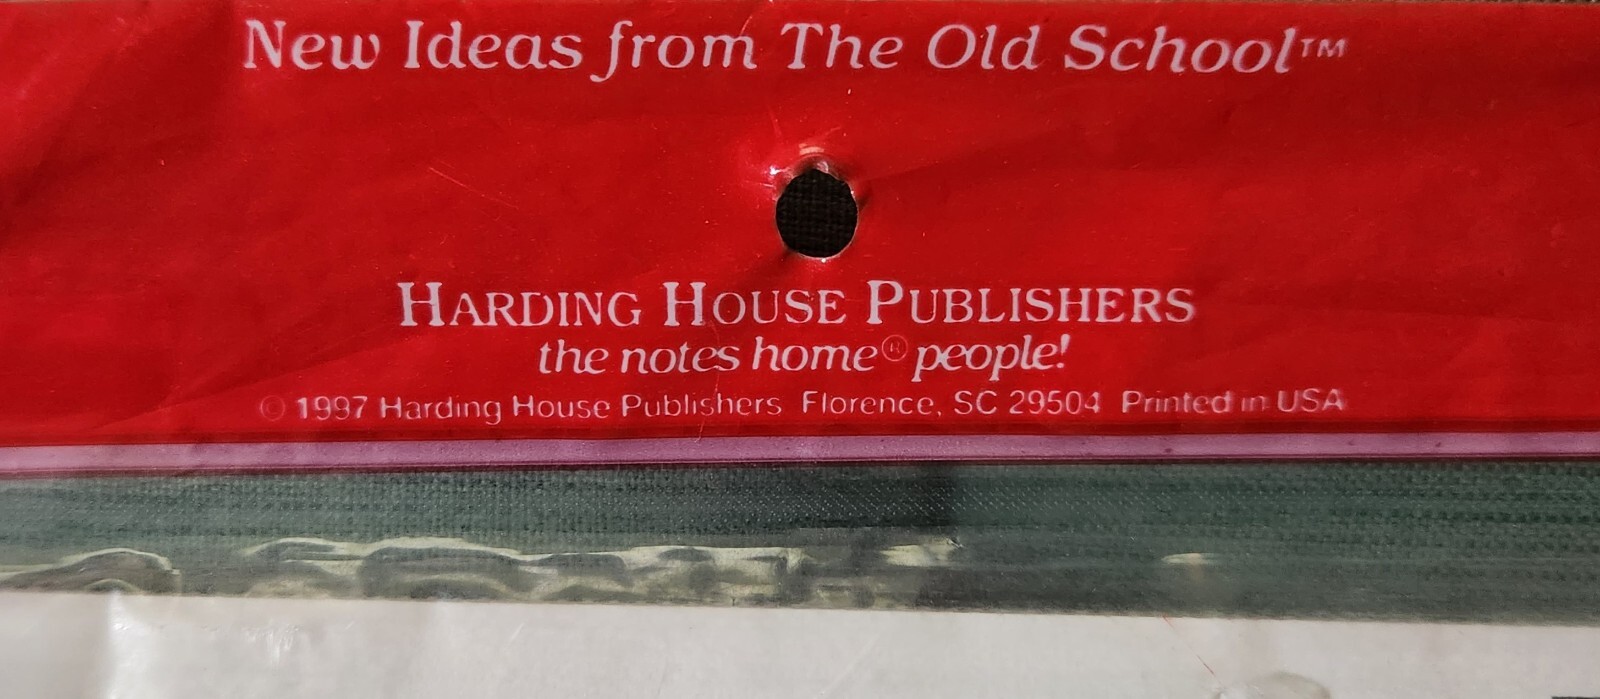 New Ideas from The Old School™
HARDING HOUSE PUBLISHERS
the notes home® people!
© 1997 Harding House Publishers Florence, SC 29504 Printed in USA